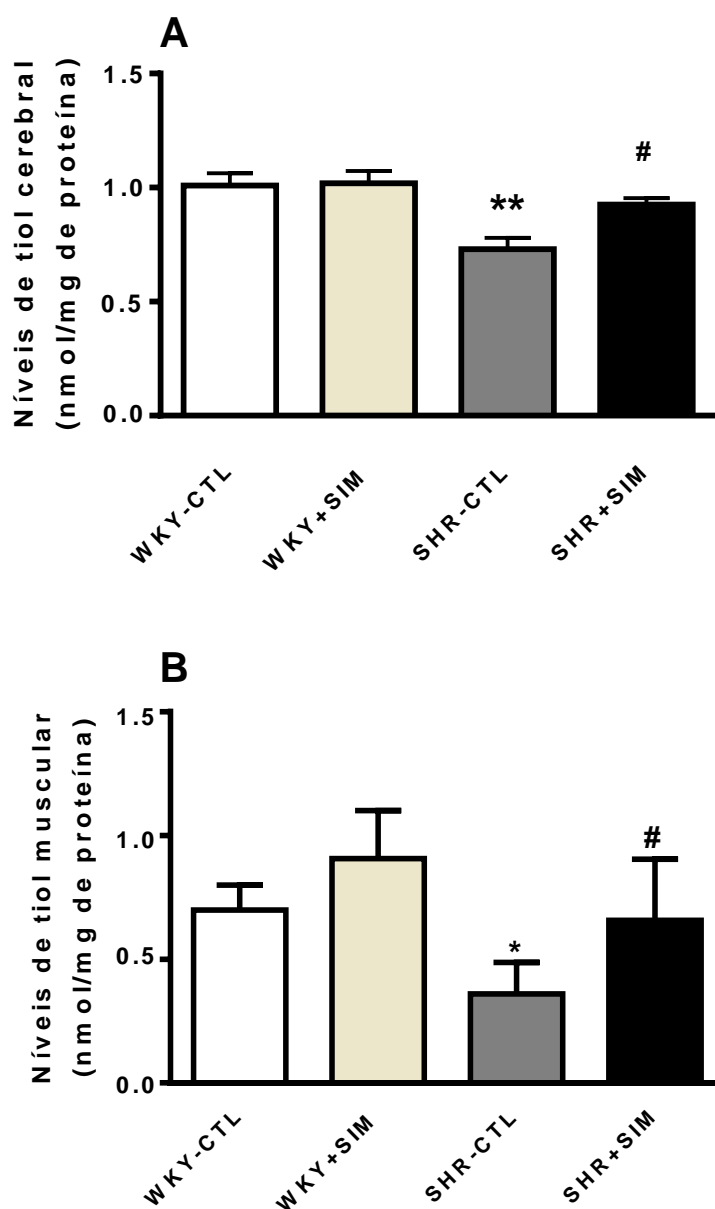 A
Níveis de tiol cerebral
(nmol/mg de proteína)
1.5
1.0
0.5
0.0
**
#
WKY-CTL
WKY+SIM
SHR-CTL
SHR+SIM
B
Níveis de tiol muscular
(nmol/mg de proteína)
1.5
1.0
0.5
0.0
*
#
WKY-CTL
WKY+SIM
SHR-CTL
SHR+SIM